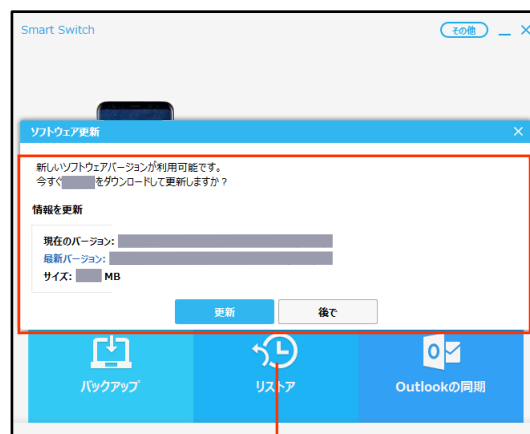 Smart Switch
その他
ソフトウェア更新
新しいソフトウェアバージョンが利用可能です。
今すぐ をダウンロードして更新しますか？
情報を更新
現在のバージョン:
最新バージョン:
サイズ: MB
更新 後で
バックアップ リストア Outlookの同期